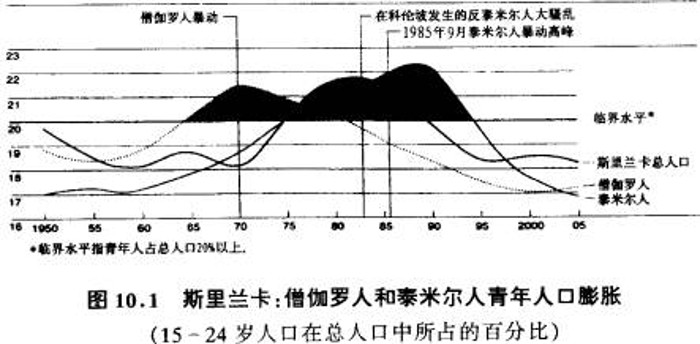 僧伽罗人暴动
在科伦坡发生的反泰米尔人大骚乱
1985年9月泰米尔人暴动高峰
23
22
21
20
19
18
17
16
临界水平*
斯里兰卡总人口
僧伽罗人
泰米尔人
1950 55 60 65 70 75 80 85 90 95 2000 05
*临界水平指青年人占总人口20%以上。
图 10.1 斯里兰卡:僧伽罗人和泰米尔人青年人口膨胀
(15-24 岁人口在总人口中所占的百分比)